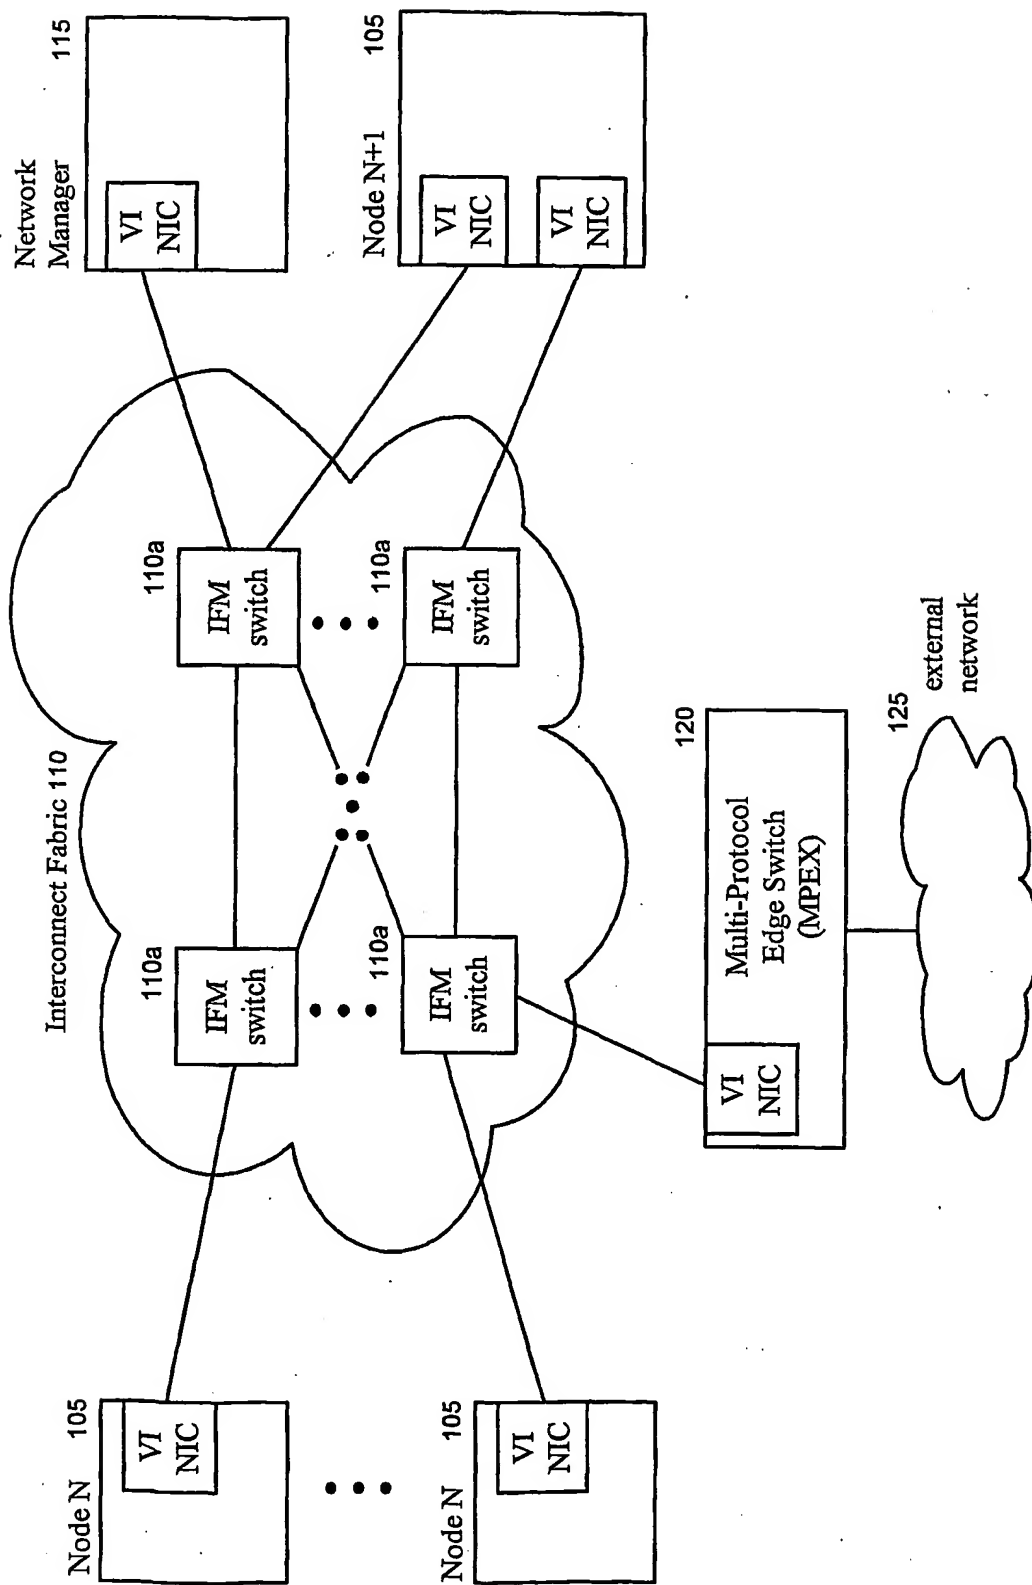 Network
Manager 115
VI
NIC
Node N+1 105
VI
NIC
VI
NIC
Interconnect Fabric 110
110a
IFM
switch
110a
IFM
switch
110a
IFM
switch
110a
IFM
switch
Node N 105
VI
NIC
Node N 105
VI
NIC
120
Multi-Protocol
Edge Switch
(MPEX)
VI
NIC
125
external
network